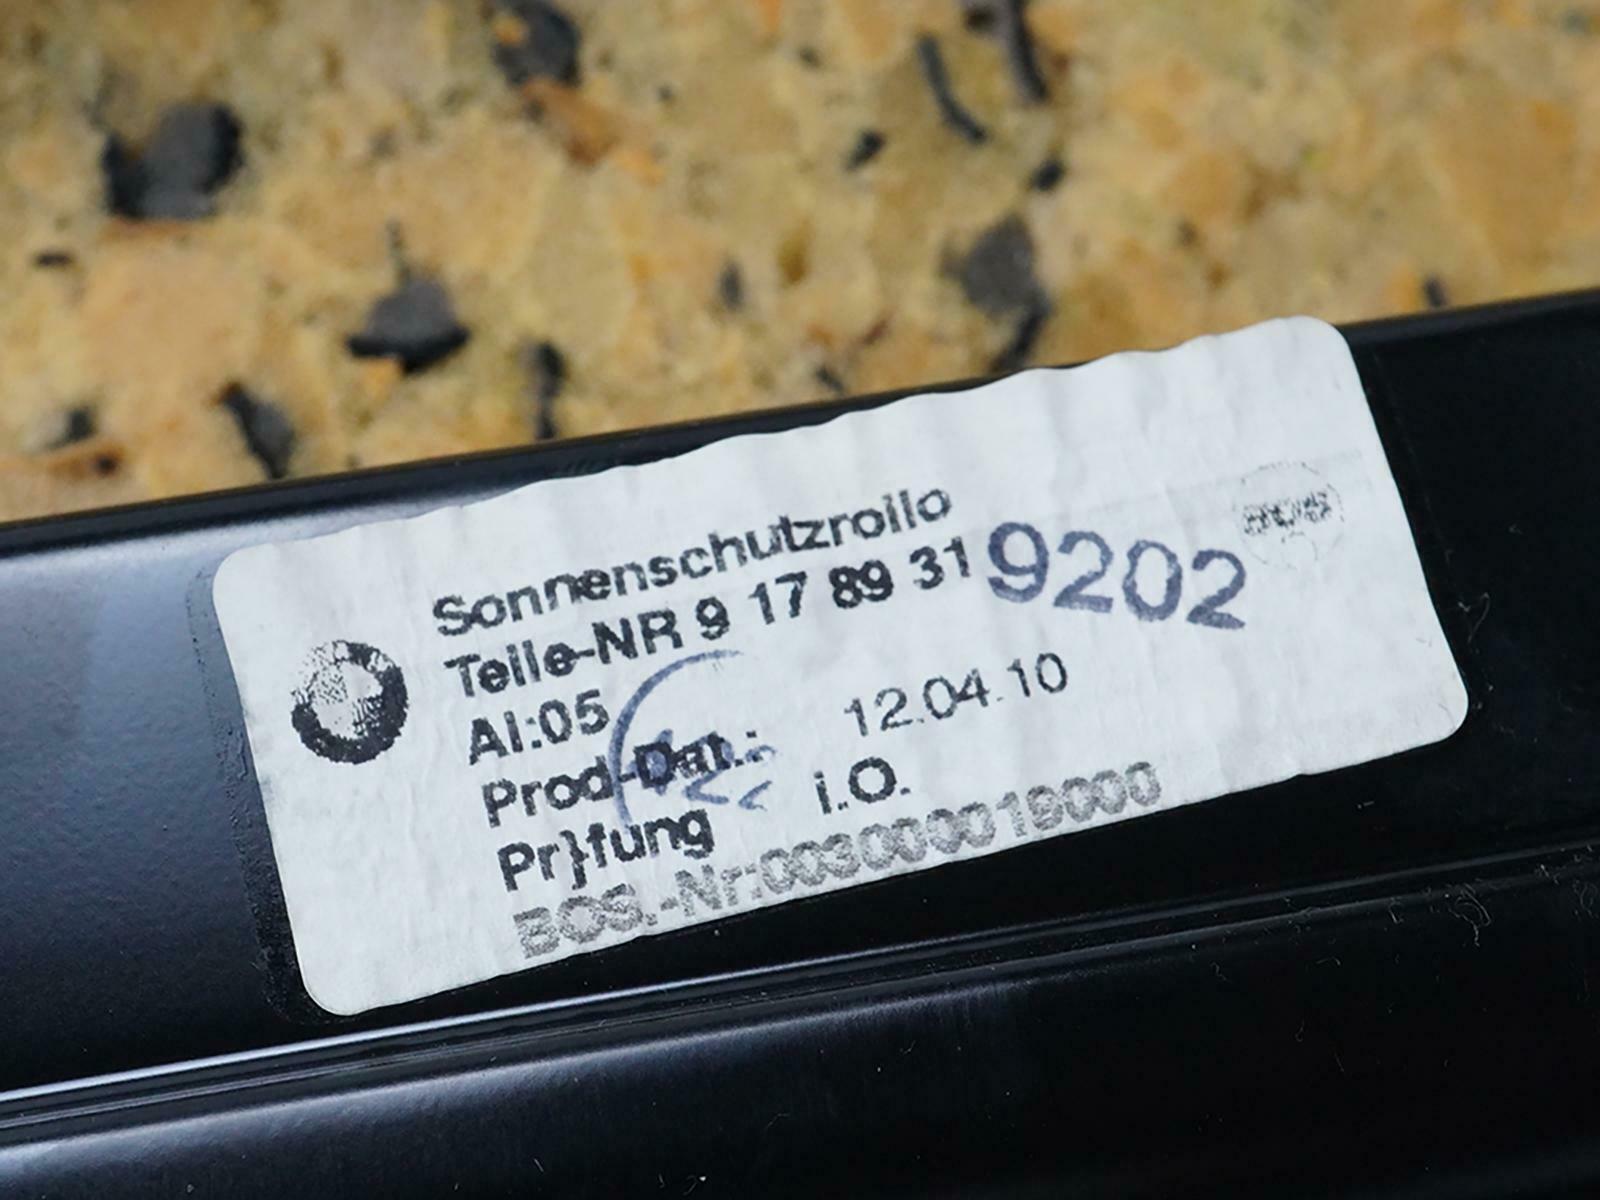 Sonnenschutzrollo
Teile-NR 9 17 89 31 9202
AI:05
Prod-Dat.: 12.04.10
Pr}fung i.O.
BOS.-Nr:003000019000